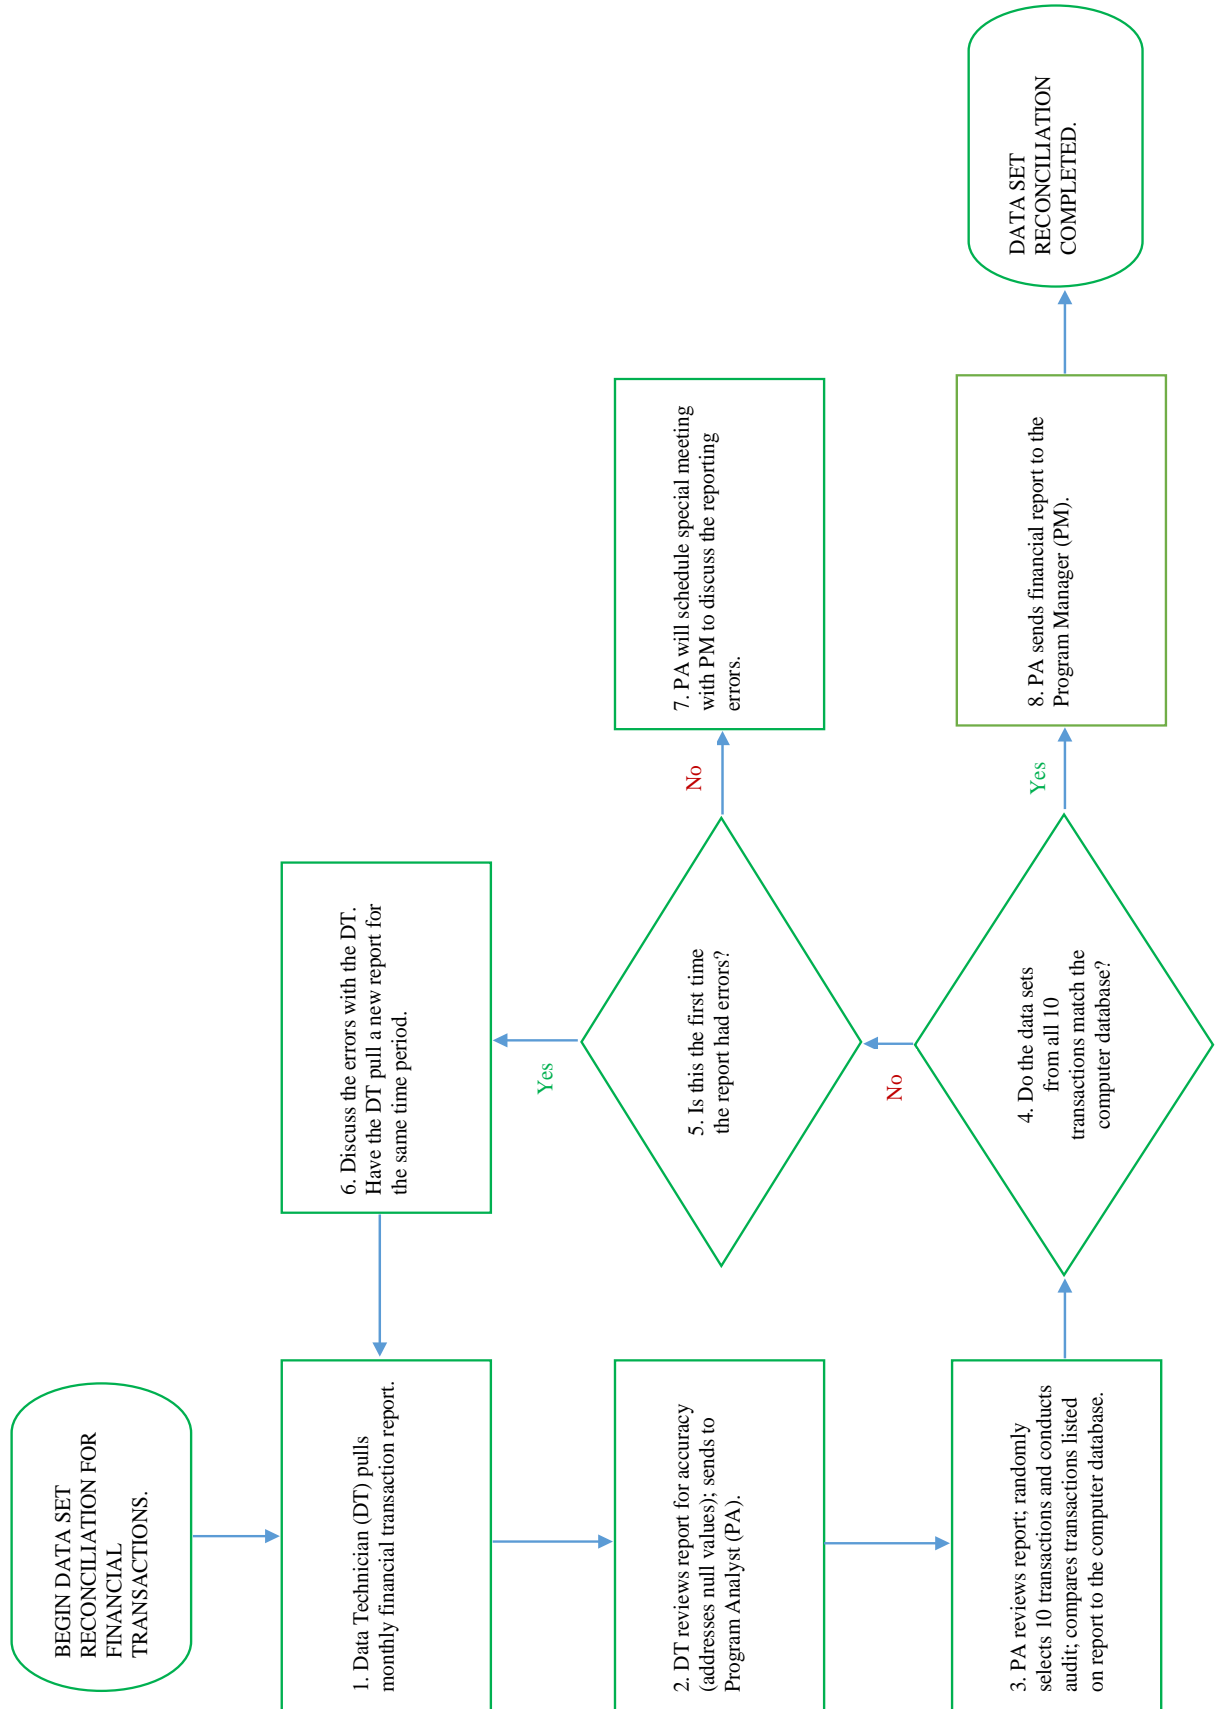 BEGIN DATA SET
RECONCILIATION FOR
FINANCIAL
TRANSACTIONS.
1. Data Technician (DT) pulls
monthly financial transaction report.
2. DT reviews report for accuracy
(addresses null values); sends to
Program Analyst (PA).
3. PA reviews report; randomly
selects 10 transactions and conducts
audit; compares transactions listed
on report to the computer database.
4. Do the data sets
from all 10
transactions match the
computer database?
No
Yes
5. Is this the first time
the report had errors?
Yes
No
6. Discuss the errors with the DT.
Have the DT pull a new report for
the same time period.
7. PA will schedule special meeting
with PM to discuss the reporting
errors.
8. PA sends financial report to the
Program Manager (PM).
DATA SET
RECONCILIATION
COMPLETED.